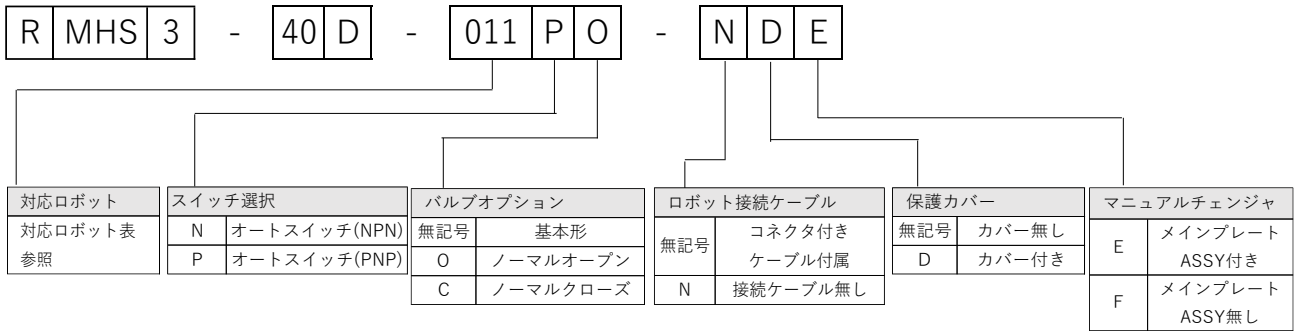 R MHS 3 - 40 D - 011 P O - N D E
対応ロボット
対応ロボット表
参照
スイッチ選択
N オートスイッチ(NPN)
P オートスイッチ(PNP)
バルブオプション
無記号 基本形
O ノーマルオープン
C ノーマルクローズ
ロボット接続ケーブル
無記号 コネクタ付き
ケーブル付属
N 接続ケーブル無し
保護カバー
無記号 カバー無し
D カバー付き
マニュアルチェンジャ
E メインプレート
ASSY付き
F メインプレート
ASSY無し